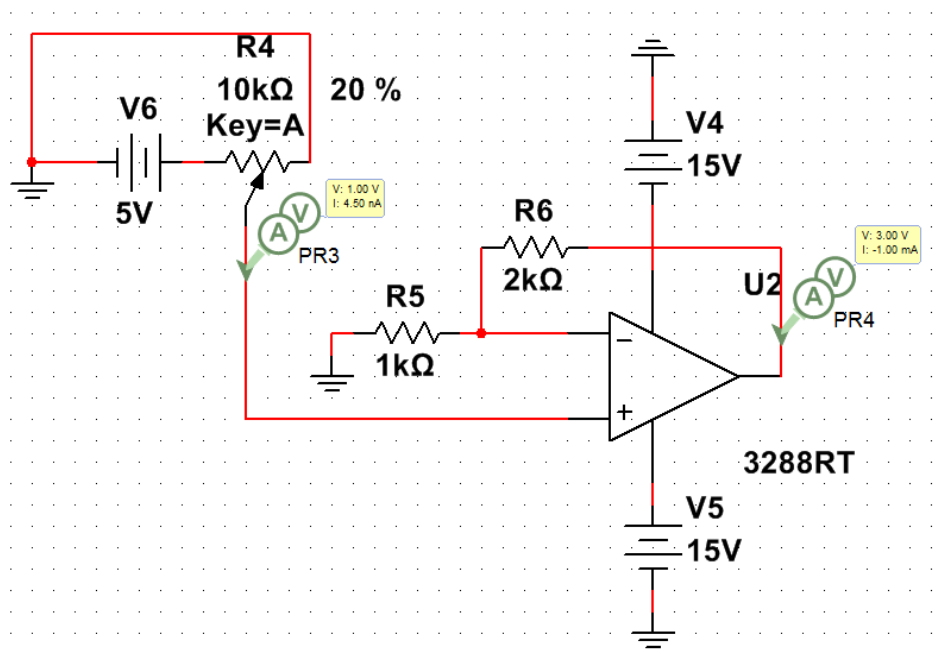 R4
10kΩ
20 %
Key=A
V6
5V
V: 1.00 V
I: 4.50 nA
V
A
PR3
V4
15V
R6
2kΩ
V: 3.00 V
I: -1.00 mA
U2
V
A
PR4
R5
1kΩ
3288RT
V5
15V